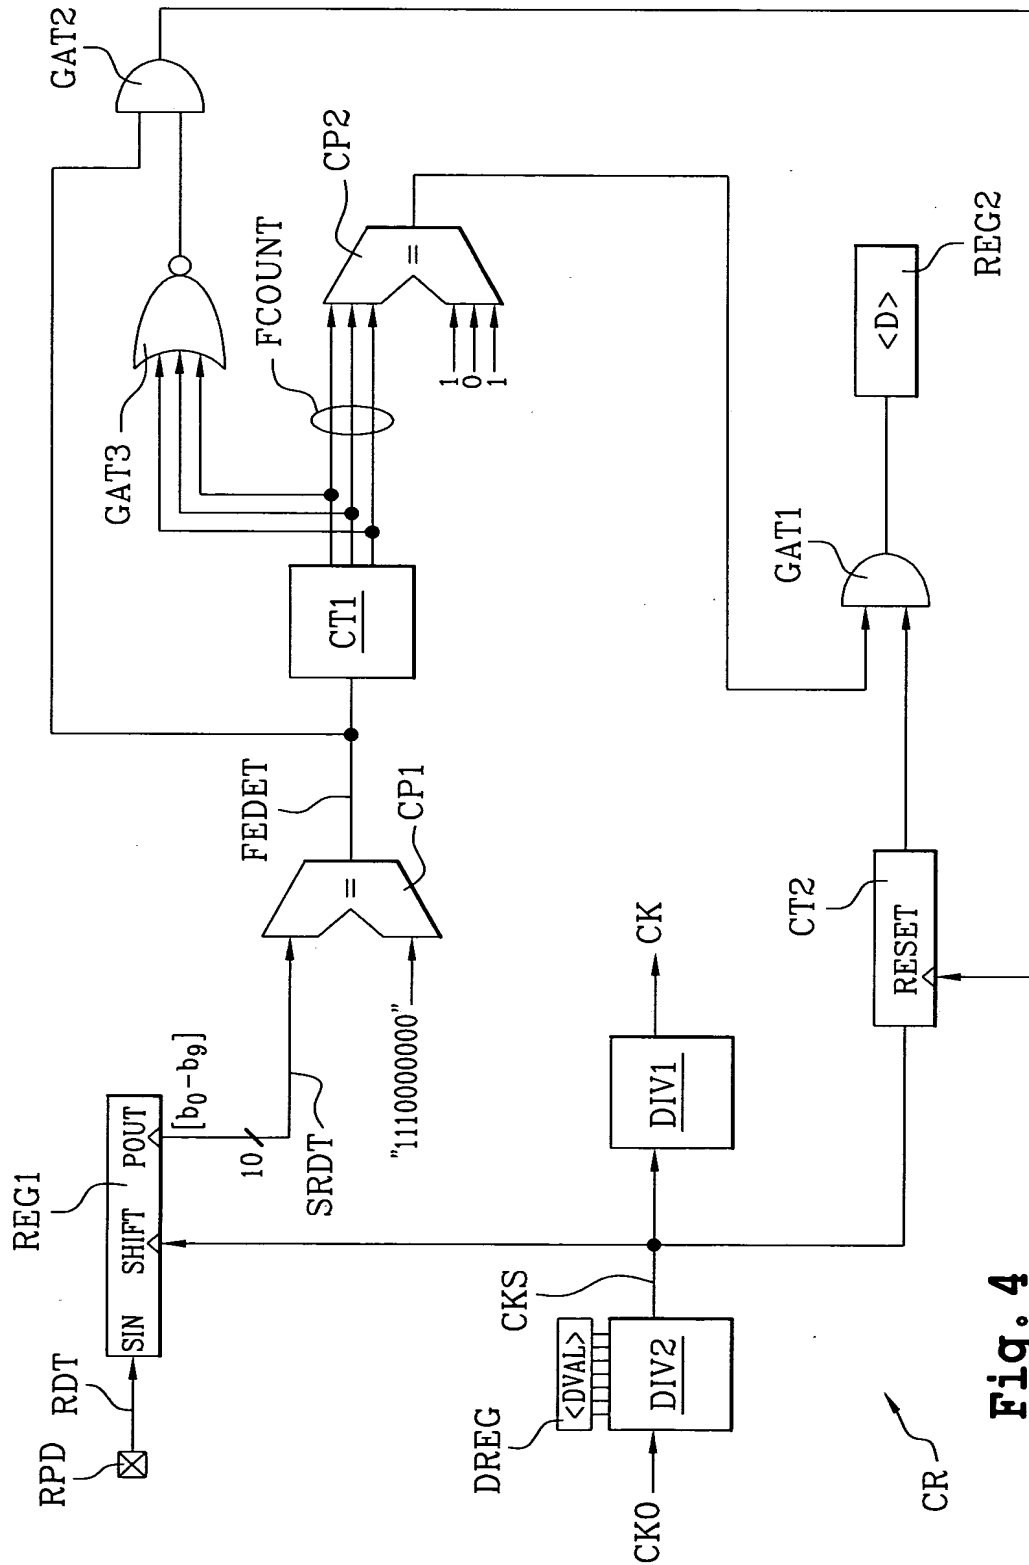 RPD
RDT
REG1
SIN SHIFT POUT
[b0-b9]
10
SRDT
"1110000000"
FEDET
CP1
=
CT1
GAT3
FCOUNT
GAT2
CP2
=
1
0
1
DREG
<DVAL>
CK0
DIV2
CKS
DIV1
CK
CT2
RESET
GAT1
<D>
REG2
CR
Fig. 4